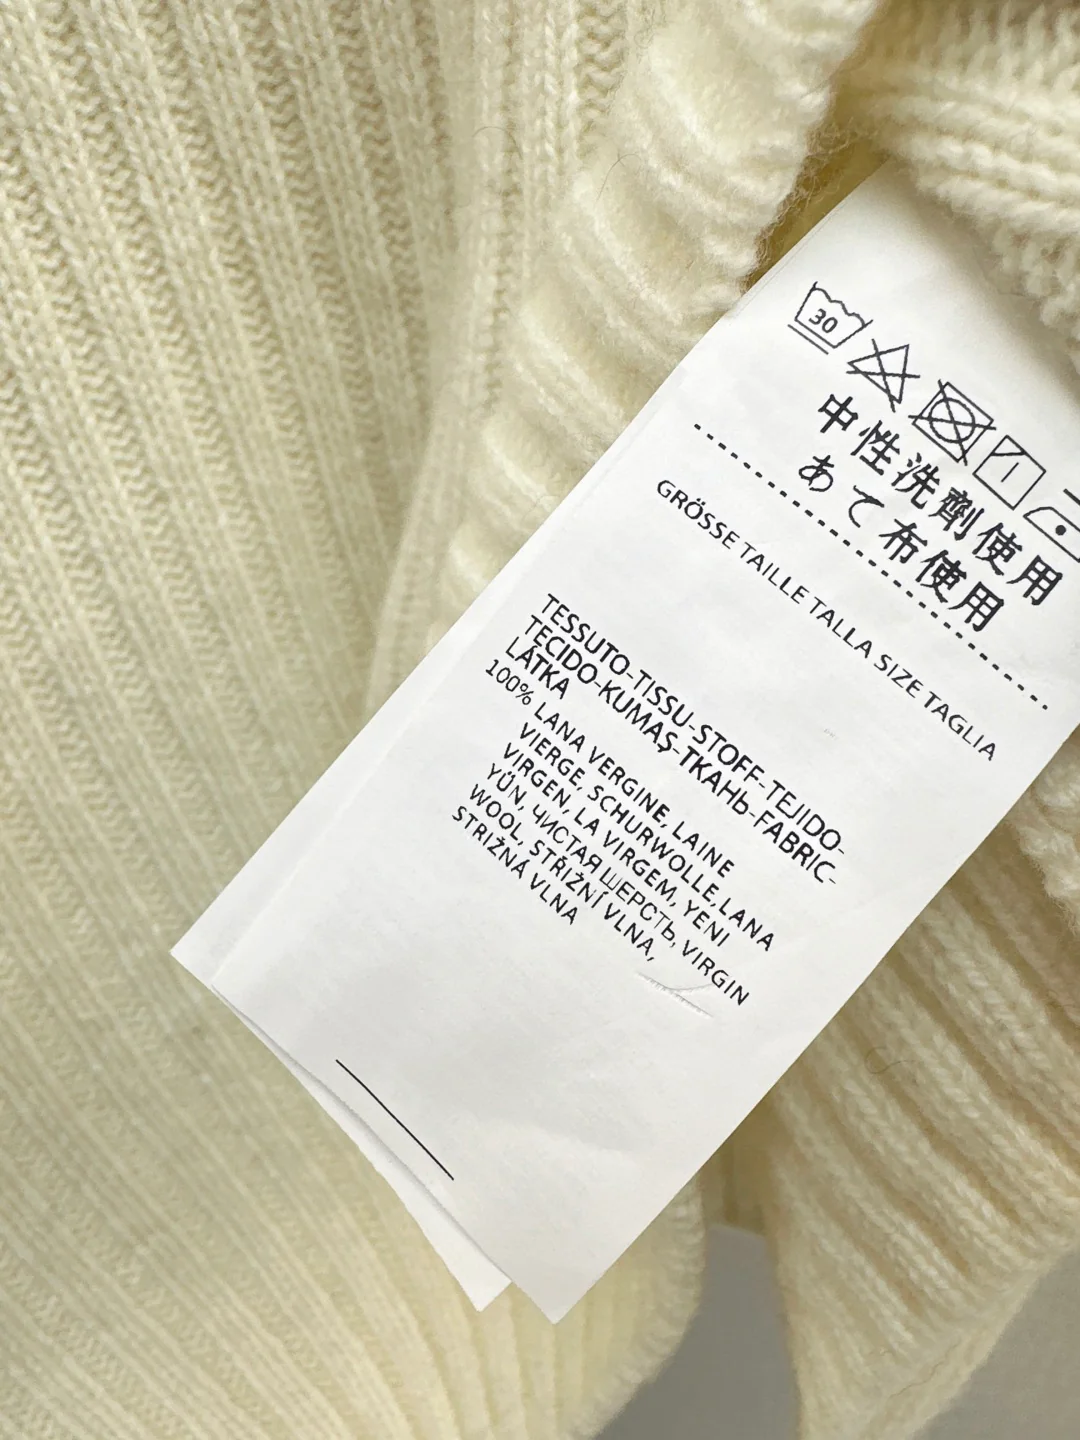 30
中性洗剤使用
あて布使用
GRÖSSE TAILLE TALLA SIZE TAGLIA
TESSUTO-TISSU-STOFF-TEJIDO-
TECIDO-KUMAŞ-TKAHЬ-FABRIC-
LÁTKA
100% LANA VERGINE, LAINE
VIERGE, SCHURWOLLE, LANA
VIRGEN, LA VIRGEM, YENI
YÜN, ЧИСТАЯ ШЕРСТЬ, VIRGIN
WOOL, STŘIŽNÍ VLNA,
STRIŽNÁ VLNA